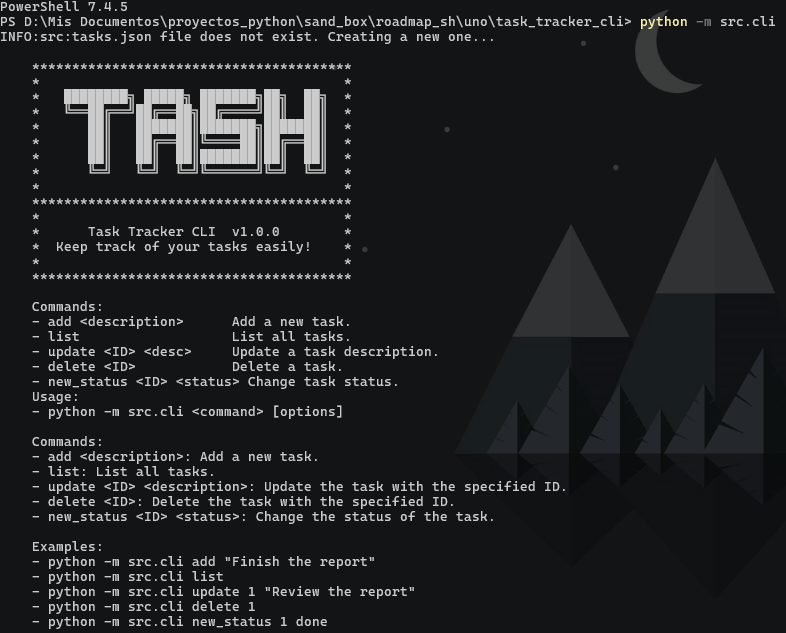 PowerShell 7.4.5
PS D:\Mis Documentos\proyectos_python\sand_box\roadmap_sh\uno\task_tracker_cli> python -m src.cli
INFO:src:tasks.json file does not exist. Creating a new one...
****************************************
* *
* TASH *
* *
****************************************
* *
* Task Tracker CLI v1.0.0 *
* Keep track of your tasks easily! *
* *
****************************************
Commands:
- add <description> Add a new task.
- list List all tasks.
- update <ID> <desc> Update a task description.
- delete <ID> Delete a task.
- new_status <ID> <status> Change task status.
Usage:
- python -m src.cli <command> [options]
Commands:
- add <description>: Add a new task.
- list: List all tasks.
- update <ID> <description>: Update the task with the specified ID.
- delete <ID>: Delete the task with the specified ID.
- new_status <ID> <status>: Change the status of the task.
Examples:
- python -m src.cli add "Finish the report"
- python -m src.cli list
- python -m src.cli update 1 "Review the report"
- python -m src.cli delete 1
- python -m src.cli new_status 1 done